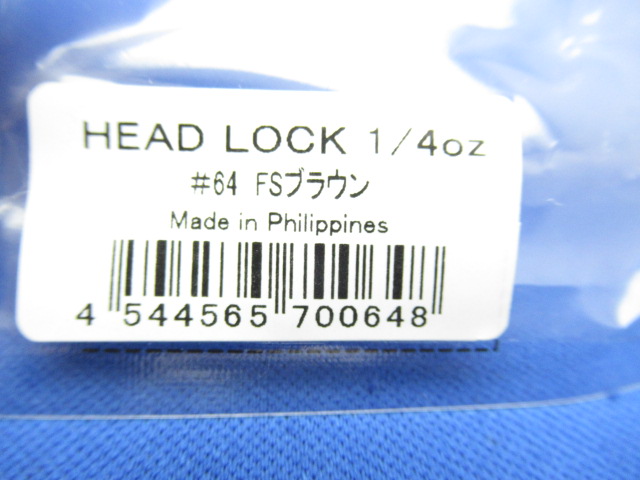 HEAD LOCK 1/4oz
#64 FSブラウン
Made in Philippines
4 544565 700648